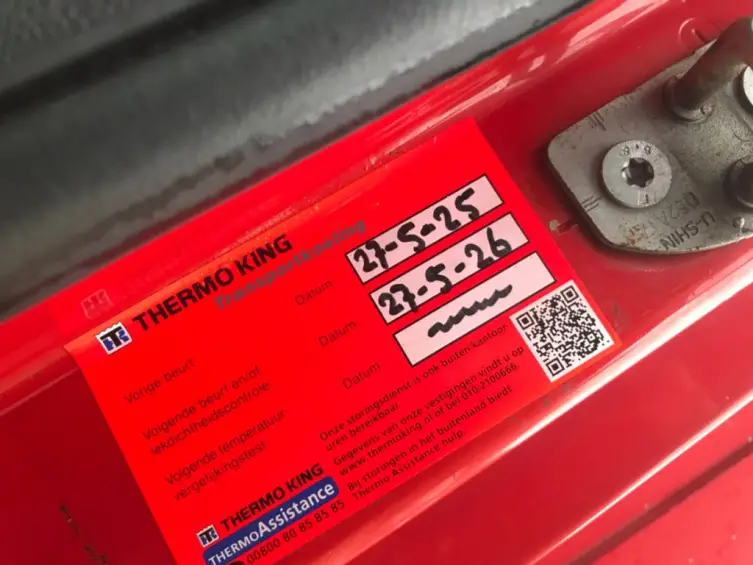 THERMO KING
Transportkoeling
Vorige beurt Datum 27-5-25
Volgende beurt en/of
lekdichtheidscontrole Datum 27-5-26
Volgende temperatuur
vergelijkingstest Datum
Onze storingsdienst is ook buiten kantoor
uren bereikbaar.
Gegevens van onze vestigingen vindt u op
www.thermoking.nl of bel 010-2100666.
Bij storingen in het buitenland biedt
Thermo Assistance hulp.
THERMO KING
THERMOAssistance
00800 80 85 85 85
8.8
U-SHIN